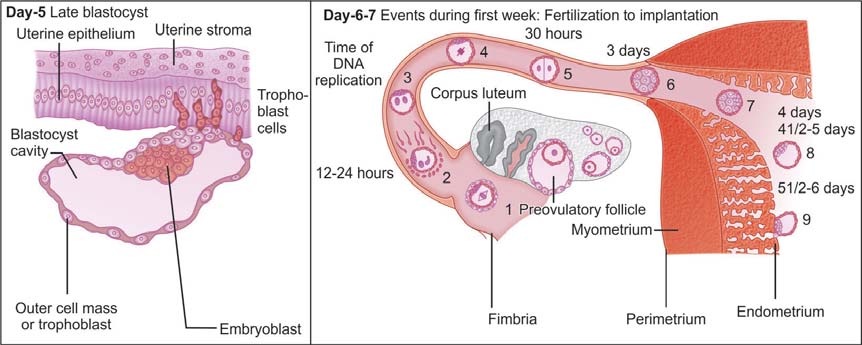 Day-5 Late blastocyst
Uterine epithelium
Uterine stroma
Tropho-
blast
cells
Blastocyst
cavity
Outer cell mass
or trophoblast
Embryoblast
Day-6-7 Events during first week: Fertilization to implantation
30 hours
Time of
DNA
replication
3 days
4
5
3
6
Corpus luteum
7
4 days
41/2-5 days
8
12-24 hours
2
51/2-6 days
1 Preovulatory follicle
9
Myometrium
Fimbria
Perimetrium
Endometrium